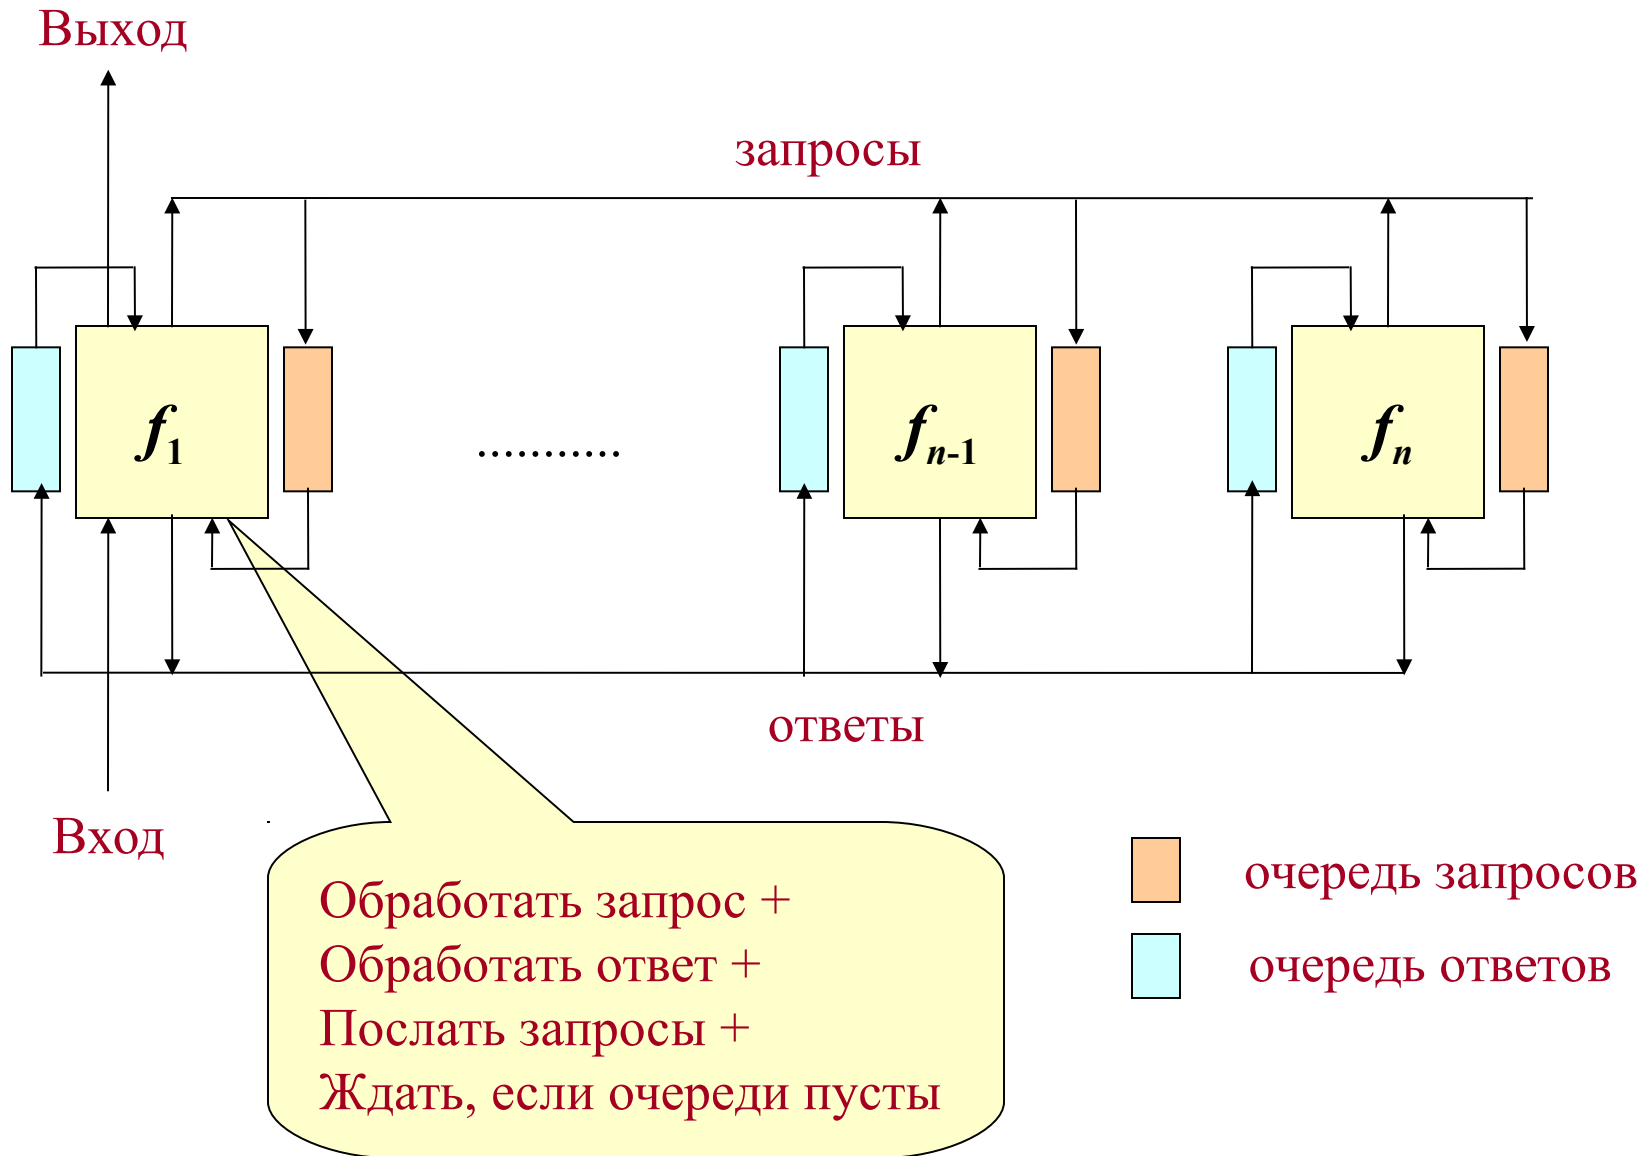 Выход
запросы
f1
...........
fn-1
fn
ответы
Вход
Обработать запрос +
Обработать ответ +
Послать запросы +
Ждать, если очереди пусты
очередь запросов
очередь ответов